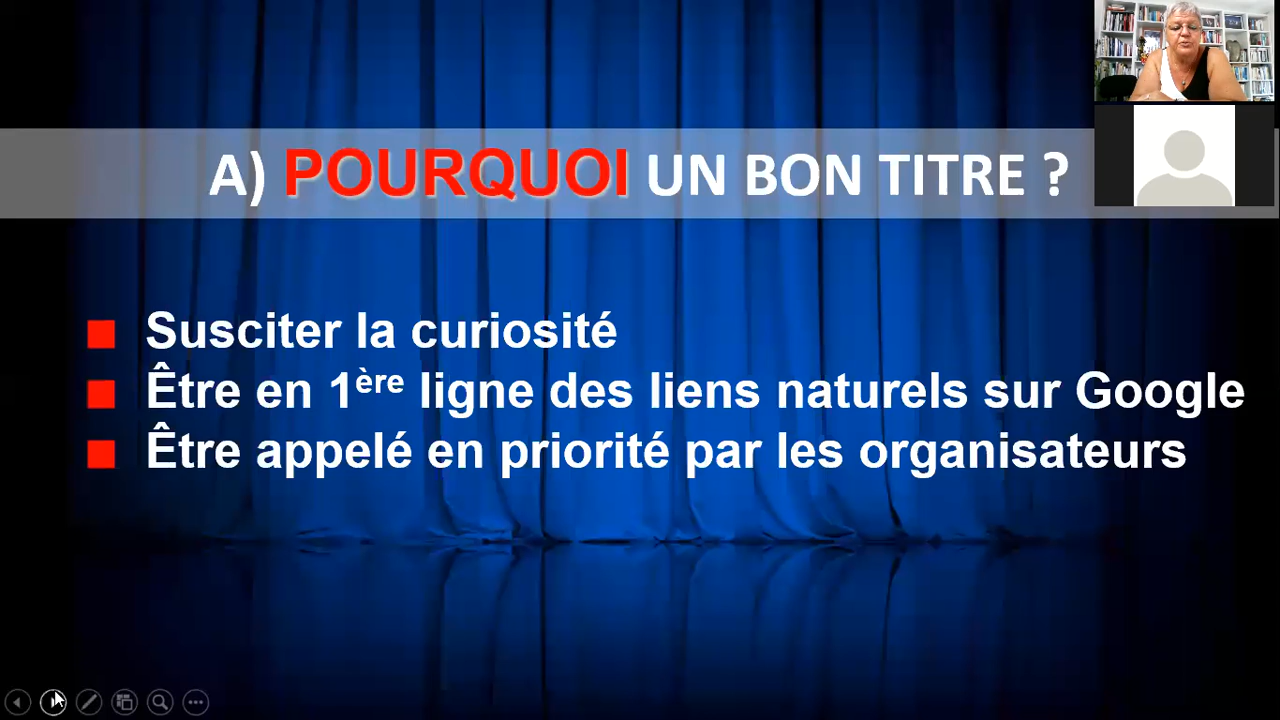 A) POURQUOI UN BON TITRE ?
Susciter la curiosité
Être en 1ère ligne des liens naturels sur Google
Être appelé en priorité par les organisateurs